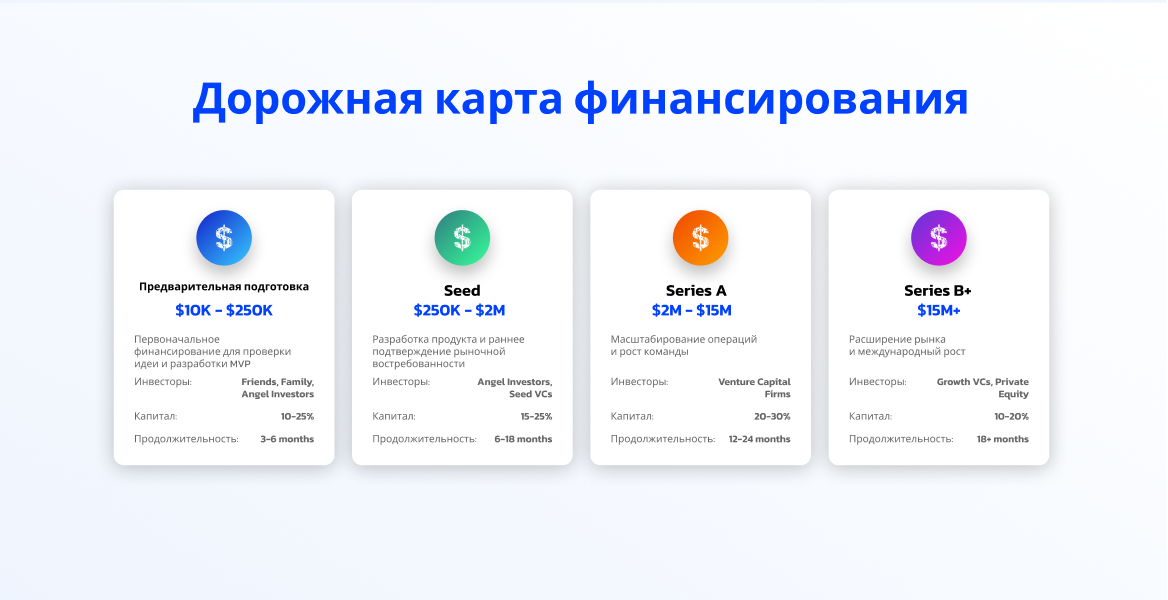 Дорожная карта финансирования
$
Предварительная подготовка
$10K - $250K
Первоначальное
финансирование для проверки
идеи и разработки MVP
Инвесторы: Friends, Family,
Angel Investors
Капитал: 10-25%
Продолжительность: 3-6 months
$
Seed
$250K - $2M
Разработка продукта и раннее
подтверждение рыночной
востребованности
Инвесторы: Angel Investors,
Seed VCs
Капитал: 15-25%
Продолжительность: 6-18 months
$
Series A
$2M - $15M
Масштабирование операций
и рост команды
Инвесторы: Venture Capital
Firms
Капитал: 20-30%
Продолжительность: 12-24 months
$
Series B+
$15M+
Расширение рынка
и международный рост
Инвесторы: Growth VCs, Private
Equity
Капитал: 10-20%
Продолжительность: 18+ months